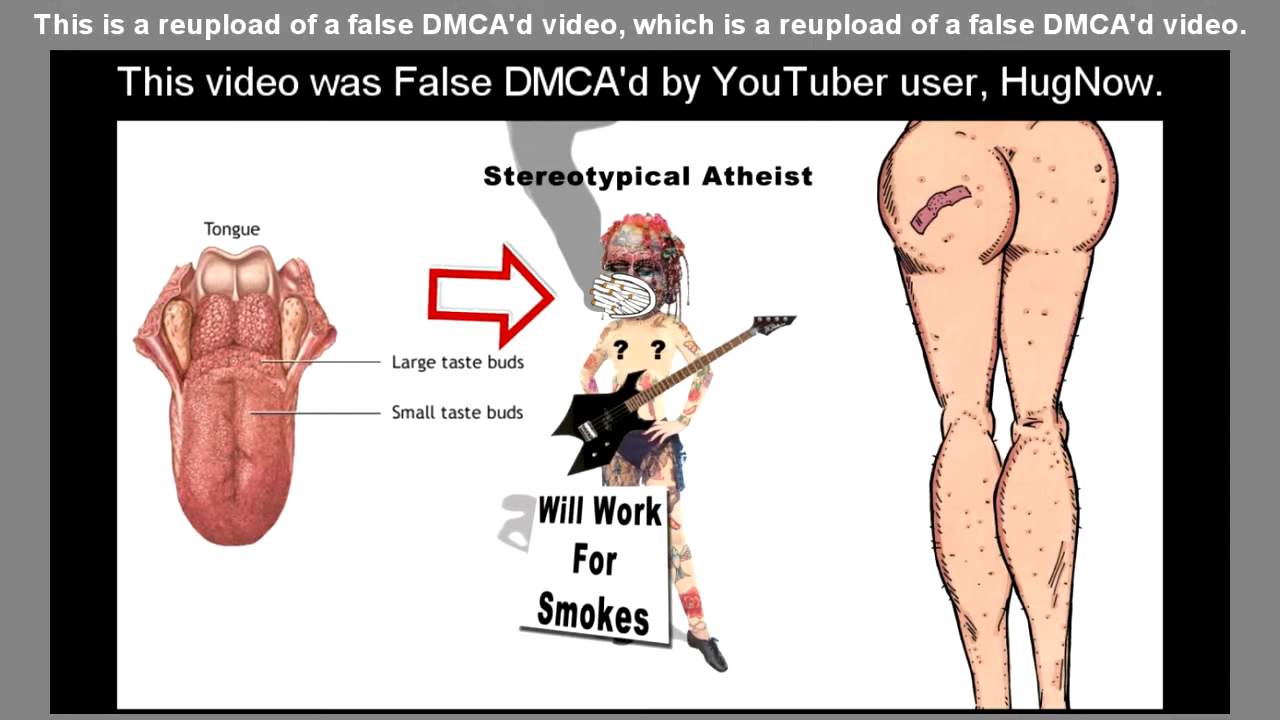 This is a reupload of a false DMCA'd video, which is a reupload of a false DMCA'd video.
This video was False DMCA'd by YouTuber user, HugNow.
Stereotypical Atheist
Tongue
Large taste buds
Small taste buds
? ?
Will Work
For
Smokes